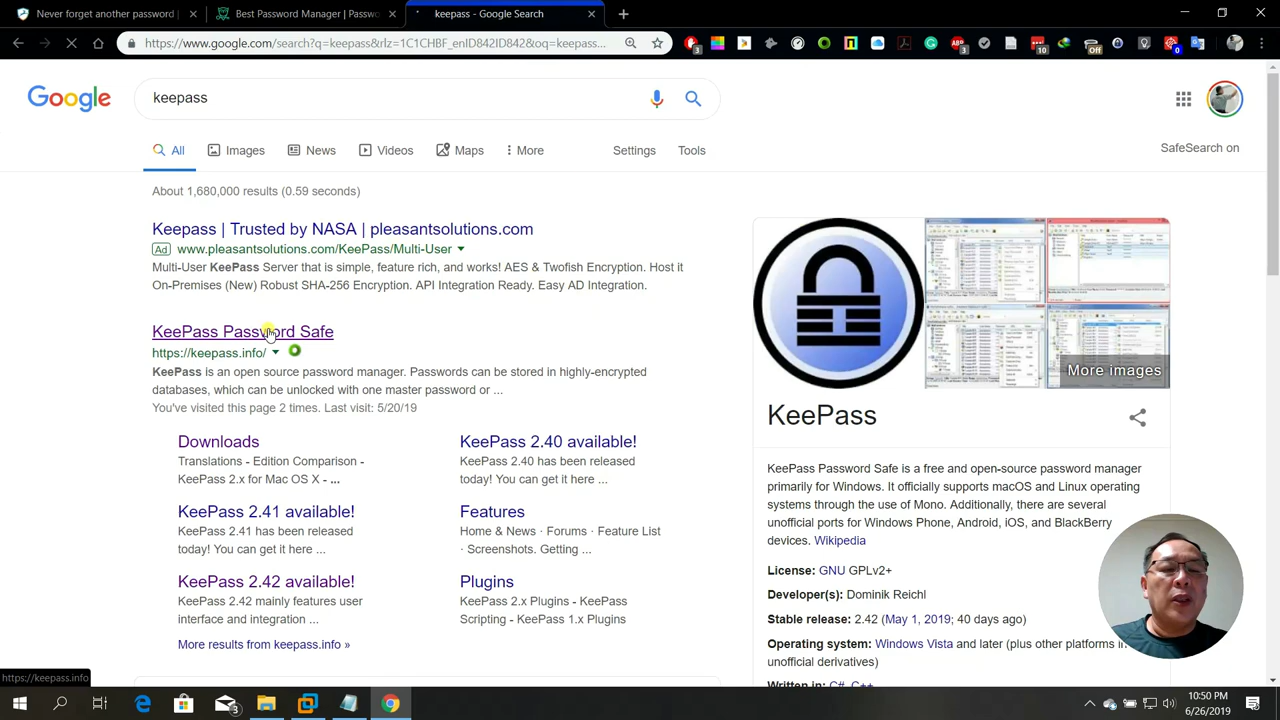 Never forget another password
Best Password Manager | Passw
keepass - Google Search
https://www.google.com/search?q=keepass&rlz=1C1CHBF_enID842ID842&oq=keepass...
Google
keepass
All
Images
News
Videos
Maps
More
Settings
Tools
SafeSearch on
About 1,680,000 results (0.59 seconds)
Keepass | Trusted by NASA | pleasantsolutions.com
Ad
www.pleasantsolutions.com/KeePass/Multi-User
Multi-User simple, feature rich, and works! Encryption.
On-Premises 256 Encryption. API Integration Ready. Easy AD Integration.
KeePass Password Safe
https://keepass.info/
KeePass is an open source password manager. Passwords can be stored in highly-encrypted
databases, which can be unlocked with one master password or ...
You've visited this page 2 times. Last visit: 5/20/19
Downloads
Translations - Edition Comparison -
KeePass 2.x for Mac OS X - ...
KeePass 2.40 available!
KeePass 2.40 has been released
today! You can get it here ...
KeePass 2.41 available!
KeePass 2.41 has been released
today! You can get it here ...
Features
Home & News · Forums · Feature List
· Screenshots. Getting ...
KeePass 2.42 available!
KeePass 2.42 mainly features user
interface and integration ...
Plugins
KeePass 2.x Plugins - KeePass
Scripting - KeePass 1.x Plugins
More results from keepass.info »
More images
KeePass
KeePass Password Safe is a free and open-source password manager
primarily for Windows. It officially supports macOS and Linux operating
systems through the use of Mono. Additionally, there are several
unofficial ports for Windows Phone, Android, iOS, and BlackBerry
devices. Wikipedia
License: GNU GPLv2+
Developer(s): Dominik Reichl
Stable release: 2.42 (May 1, 2019; 40 days ago)
Operating system: Windows Vista and later (plus other platforms in
unofficial derivatives)
Written in: C#, C++
https://keepass.info
10:50 PM
6/26/2019